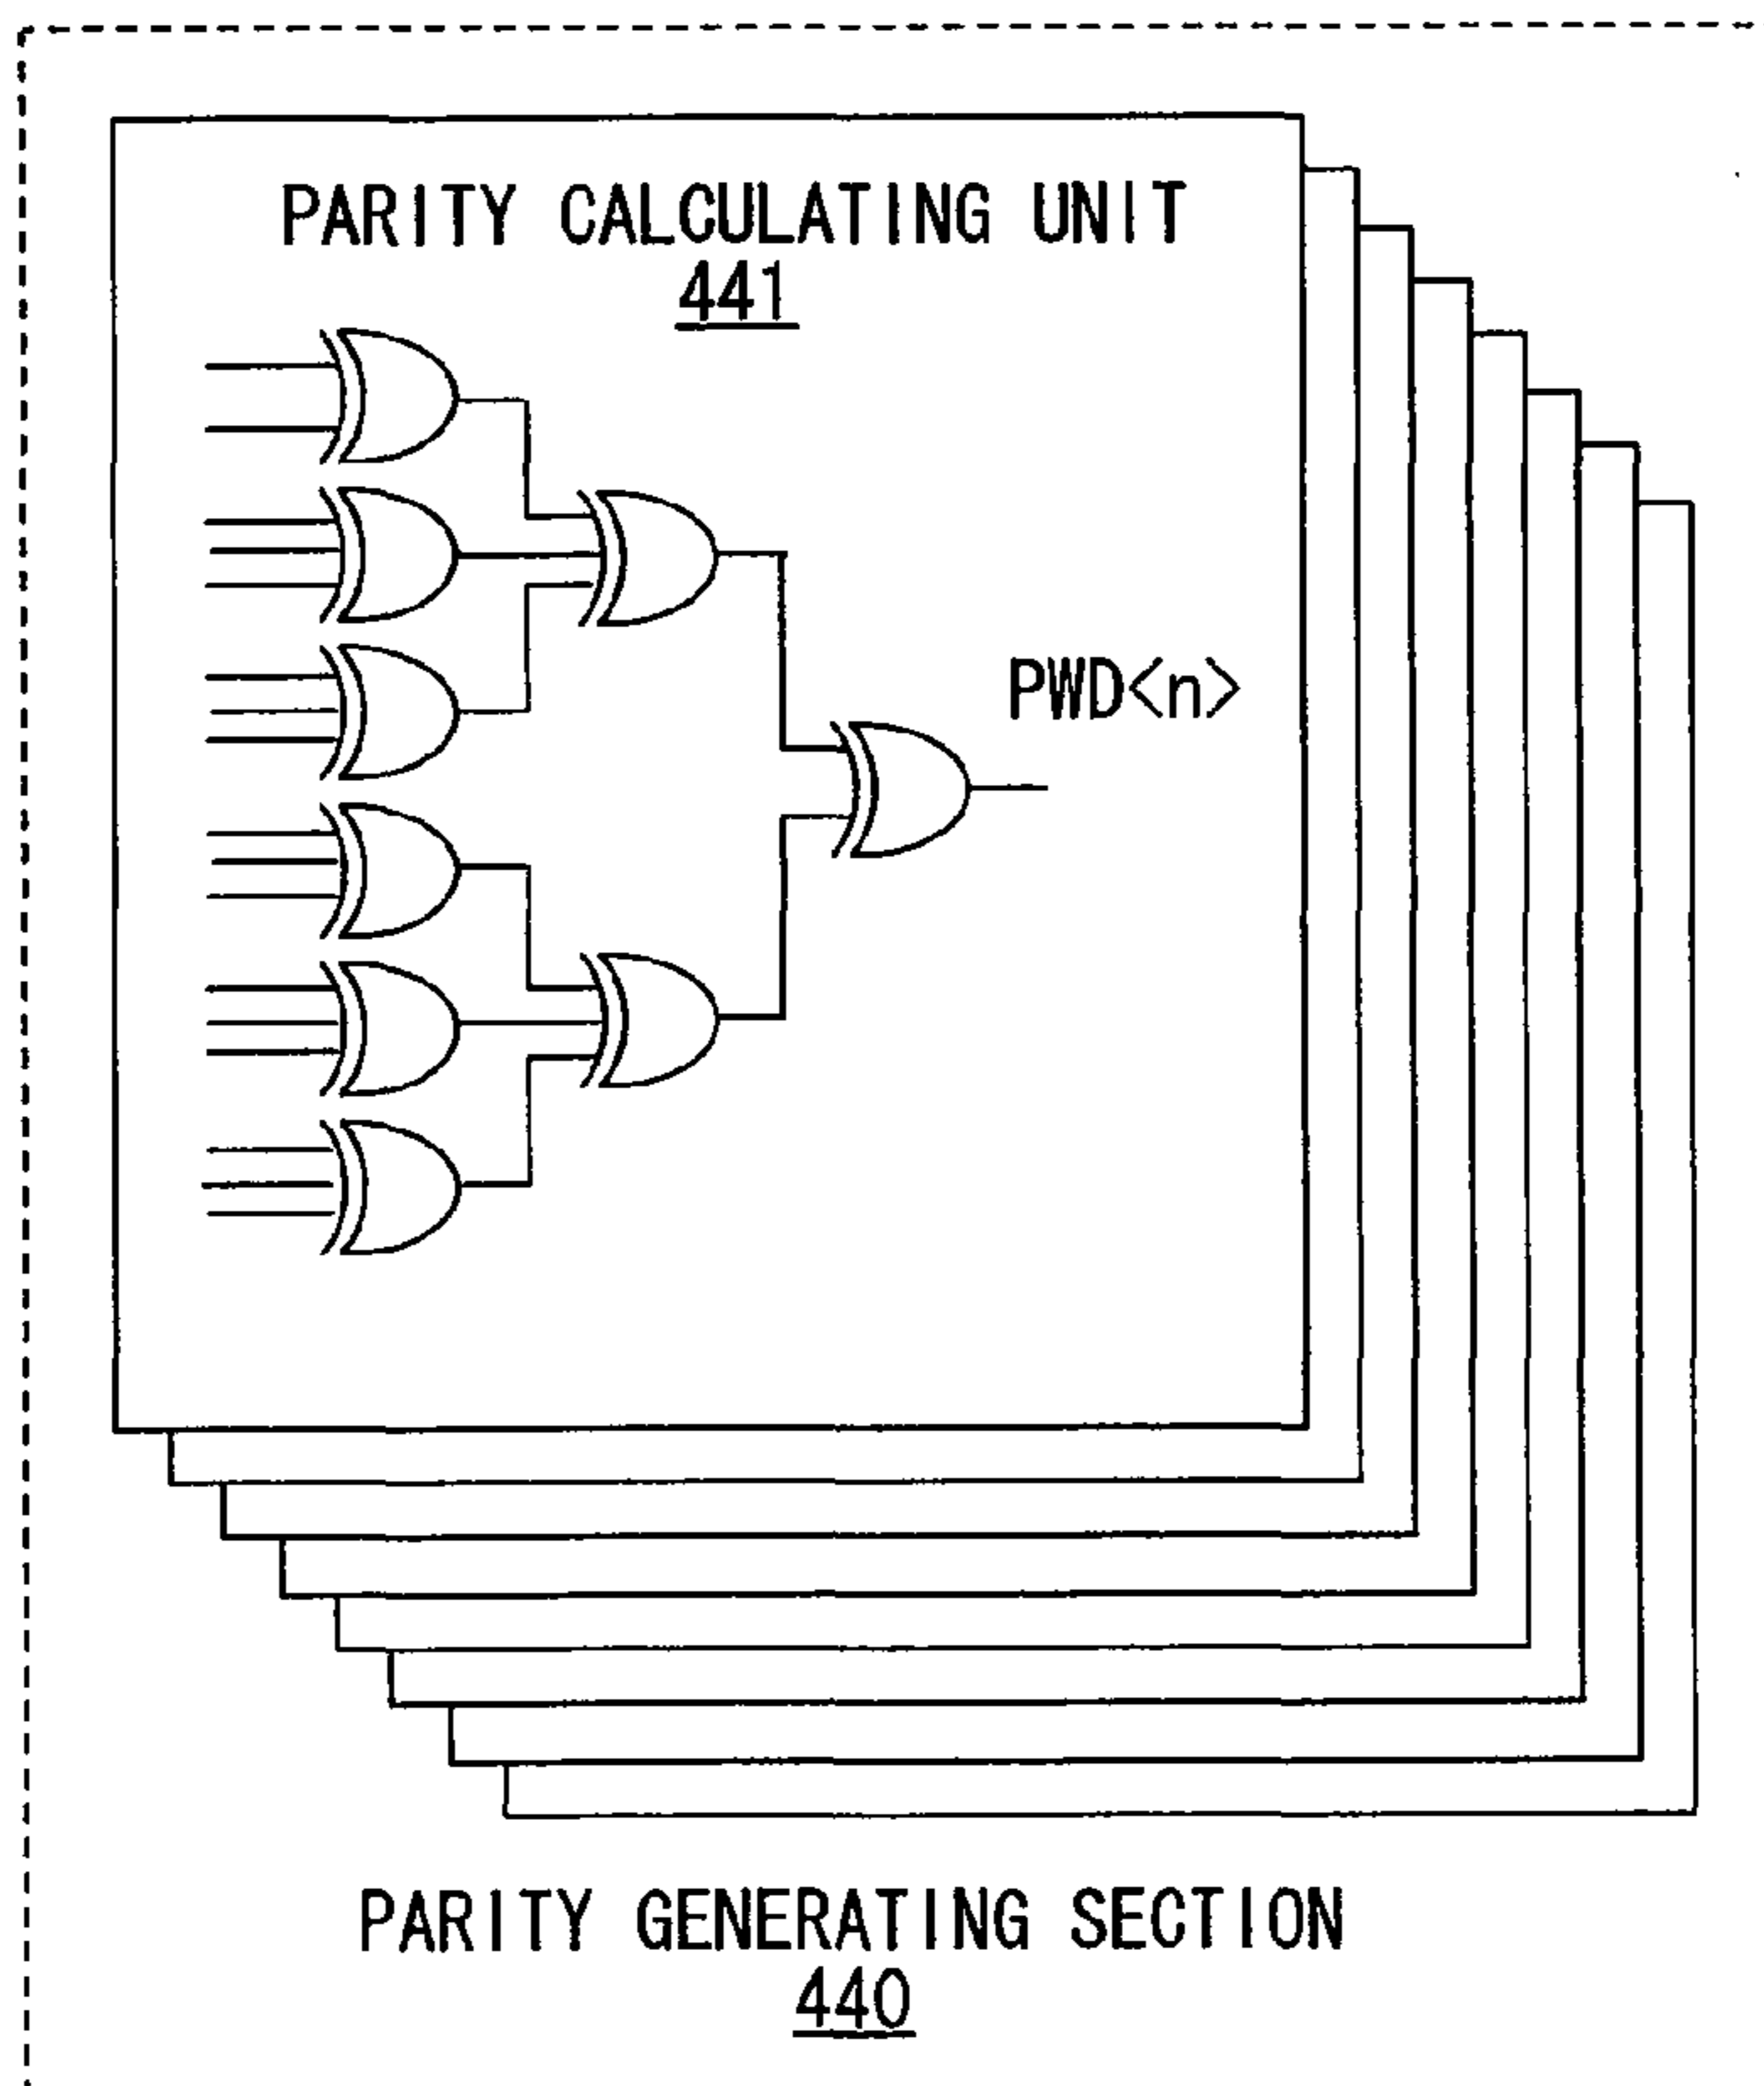 PARITY CALCULATING UNIT
441
PWD<n>
PARITY GENERATING SECTION
440